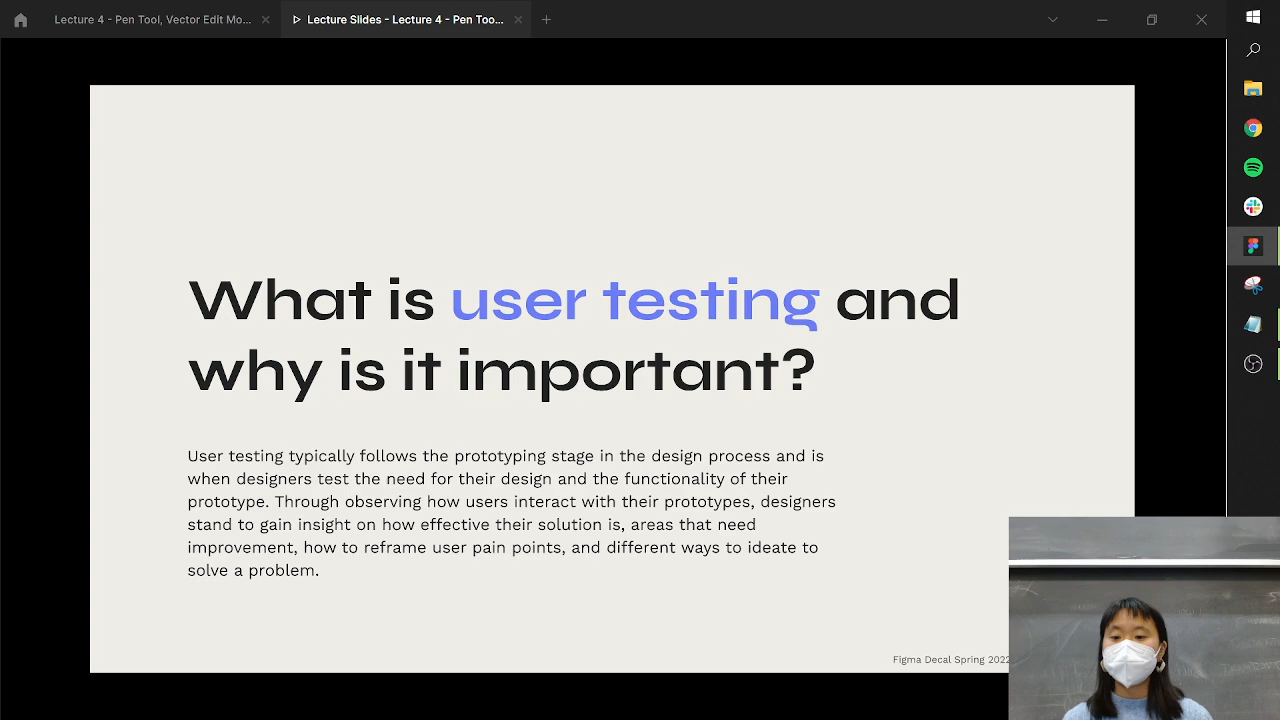 Lecture 4 - Pen Tool, Vector Edit Mo...
Lecture Slides - Lecture 4 - Pen Too...
What is user testing and
why is it important?
User testing typically follows the prototyping stage in the design process and is
when designers test the need for their design and the functionality of their
prototype. Through observing how users interact with their prototypes, designers
stand to gain insight on how effective their solution is, areas that need
improvement, how to reframe user pain points, and different ways to ideate to
solve a problem.
Figma Decal Spring 2022